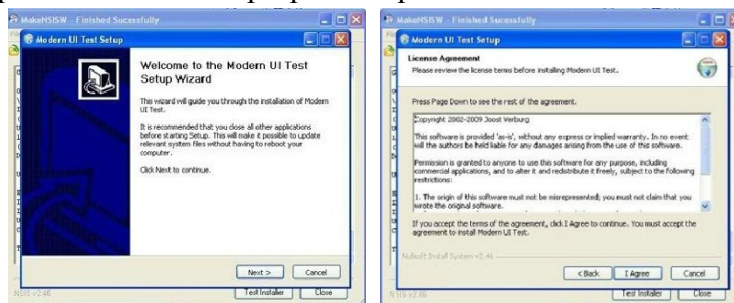 MakeNSISW - Finished Sucessfully
Modern UI Test Setup
Welcome to the Modern UI Test
Setup Wizard
This wizard will guide you through the installation of Modern
UI Test.
It is recommended that you close all other applications
before starting Setup. This will make it possible to update
relevant system files without having to reboot your
computer.
Click Next to continue.
Next >
Cancel
NSIS v2.46
Test Installer
Close
MakeNSISW - Finished Sucessfully
Modern UI Test Setup
License Agreement
Please review the license terms before installing Modern UI Test.
Press Page Down to see the rest of the agreement.
Copyright 2002-2009 Joost Verburg
This software is provided 'as-is', without any express or implied warranty. In no event
will the authors be held liable for any damages arising from the use of this software.
Permission is granted to anyone to use this software for any purpose, including
commercial applications, and to alter it and redistribute it freely, subject to the following
restrictions:
1. The origin of this software must not be misrepresented; you must not claim that you
wrote the original software.
If you accept the terms of the agreement, click I Agree to continue. You must accept the
agreement to install Modern UI Test.
Nullsoft Install System v2.46
< Back
I Agree
Cancel
NSIS v2.46
Test Installer
Close